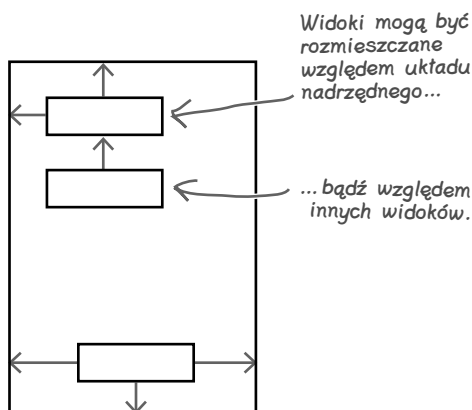 Widoki mogą być
rozmieszczane
względem układu
nadrzędnego...
...bądź względem
innych widoków.